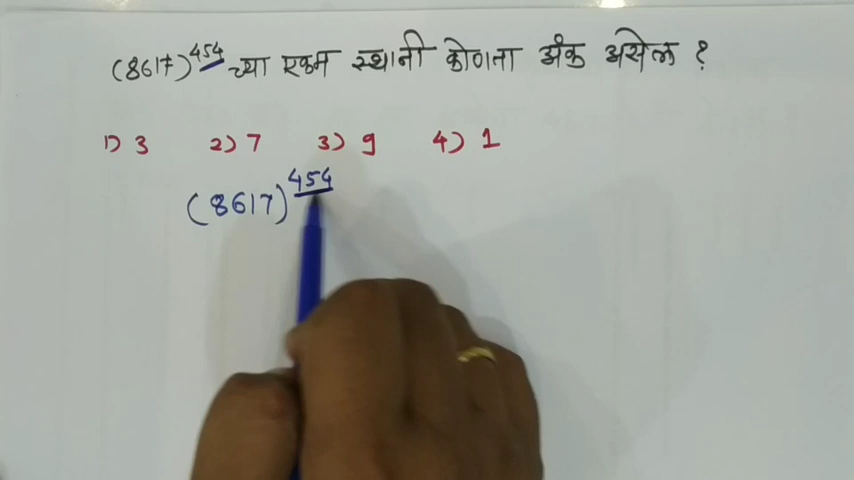 (8617)⁴⁵⁴ च्या एकम स्थानी कोणता अंक असेल ?
1) 3 2) 7 3) 9 4) 1
(8617)⁴⁵⁴